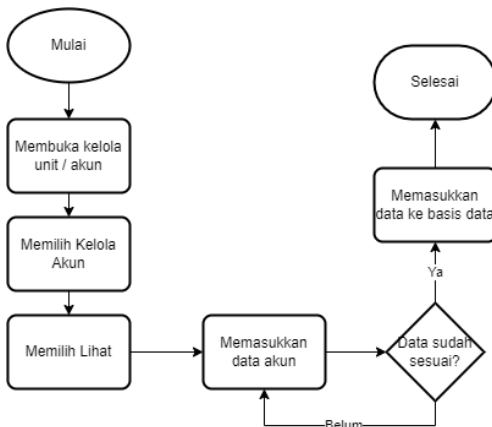 Mulai
Membuka kelola
unit / akun
Memilih Kelola
Akun
Memilih Lihat
Memasukkan
data akun
Data sudah
sesuai?
Belum
Ya
Memasukkan
data ke basis data
Selesai